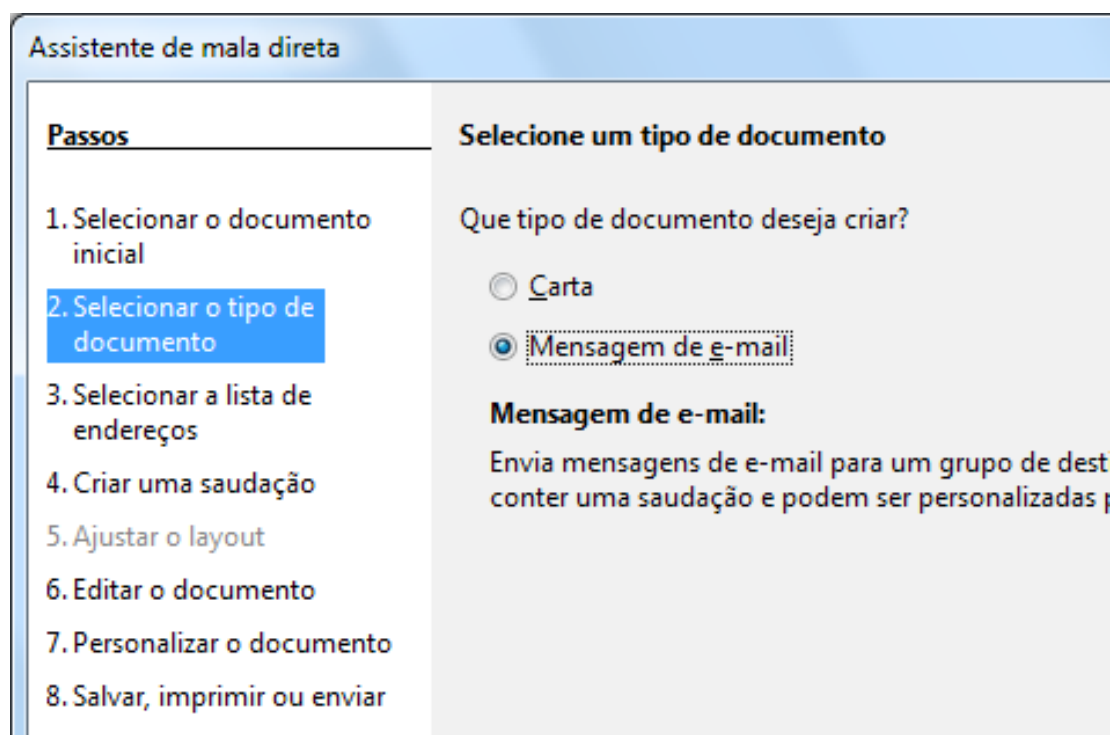 Assistente de mala direta
Passos
1. Selecionar o documento
inicial
2. Selecionar o tipo de
documento
3. Selecionar a lista de
endereços
4. Criar uma saudação
5. Ajustar o layout
6. Editar o documento
7. Personalizar o documento
8. Salvar, imprimir ou enviar
Selecione um tipo de documento
Que tipo de documento deseja criar?
Carta
Mensagem de e-mail
Mensagem de e-mail:
Envia mensagens de e-mail para um grupo de
conter uma saudação e podem ser personalizadas